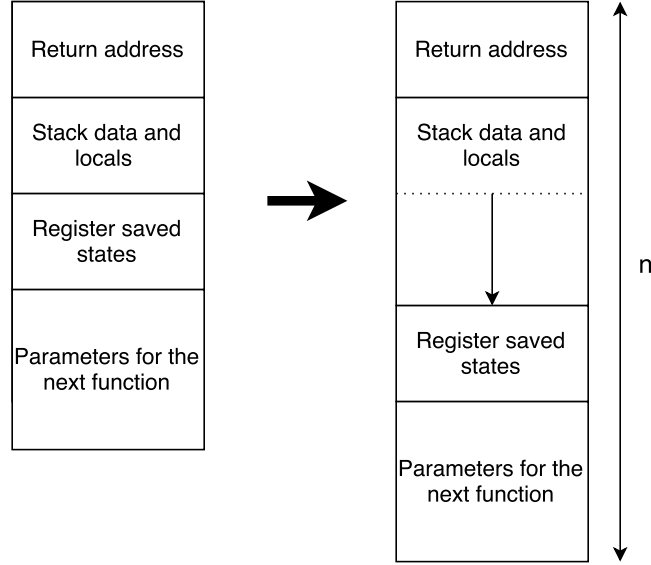 Return address
Stack data and
locals
Register saved
states
Parameters for the
next function
Return address
Stack data and
locals
Register saved
states
Parameters for the
next function
n